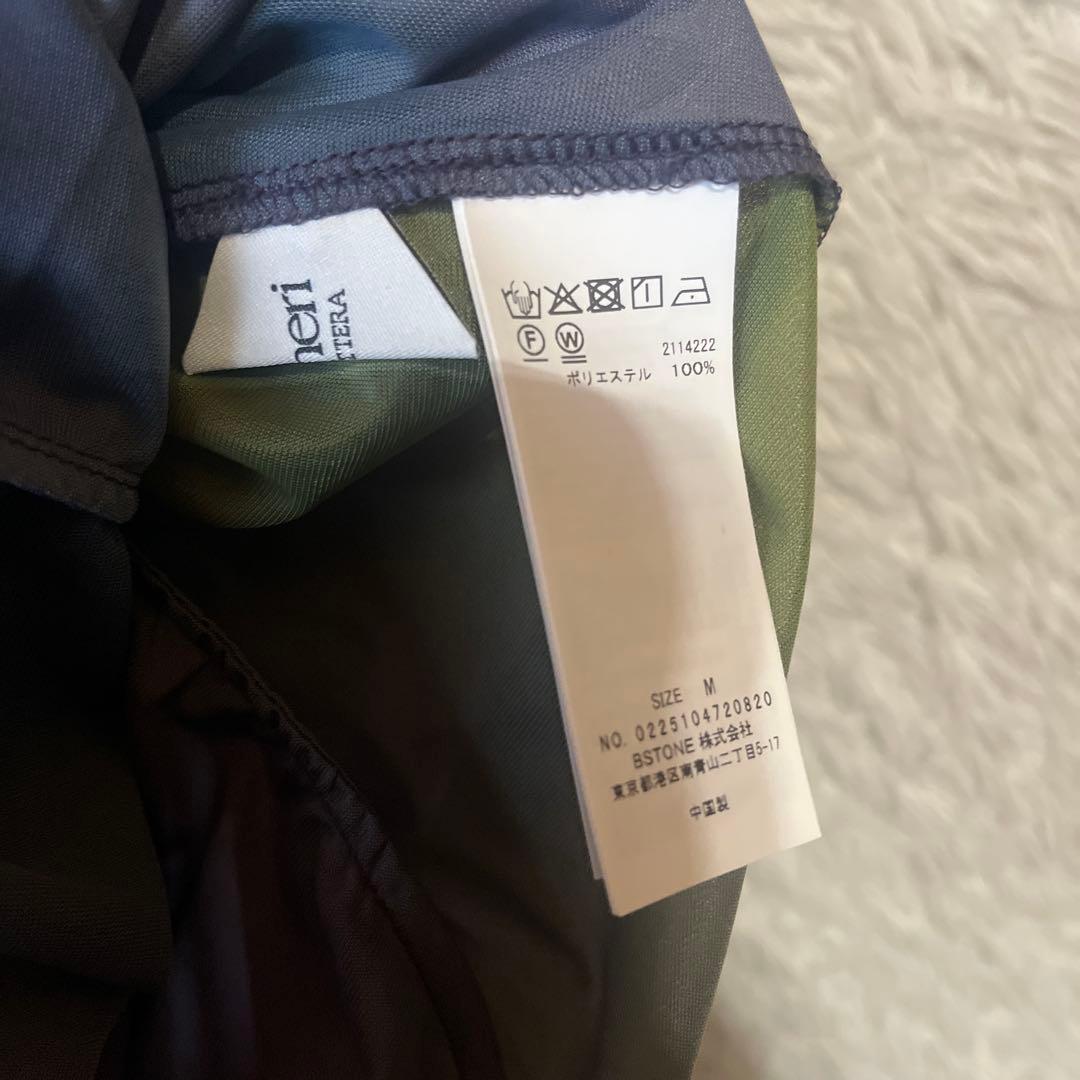 neri
TTERA
F W
2114222
ポリエステル 100%
SIZE M
NO. 0225104720820
BSTONE 株式会社
東京都港区南青山二丁目5-17
中国製